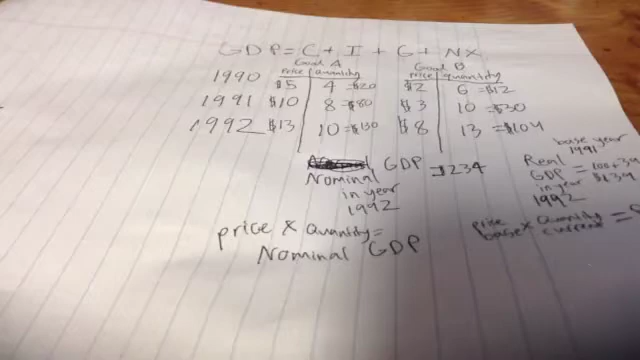 GDP = C + I + G + NX
Good A Good B
Price Quantity Price quantity
1990 $5 4 = $20 $2 6 = $12
1991 $10 8 = $80 $3 10 = $30
1992 $13 10 = $130 $8 13 = $104
GDP = 234
Nominal
in year
1992
base year
1991
Real
GDP =
in year $139
1992
price x Quantity =
Nominal GDP
price Quantity
base x current =